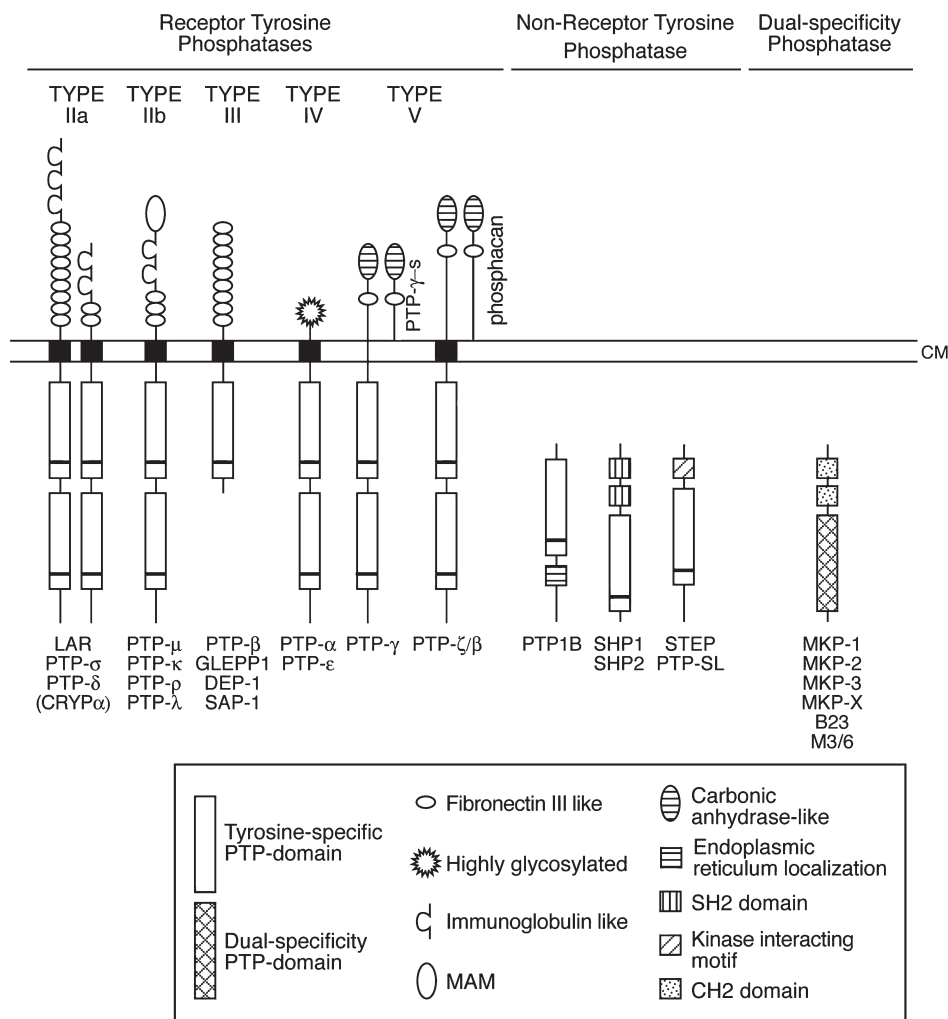 Receptor Tyrosine
Phosphatases
Non-Receptor Tyrosine
Phosphatase
Dual-specificity
Phosphatase
TYPE
IIa
TYPE
IIb
TYPE
III
TYPE
IV
TYPE
V
PTP-γ–s
phosphacan
CM
LAR
PTP-σ
PTP-δ
(CRYPα)
PTP-μ
PTP-κ
PTP-ρ
PTP-λ
PTP-β
GLEPP1
DEP-1
SAP-1
PTP-α
PTP-ε
PTP-γ
PTP-ζ/β
PTP1B
SHP1
SHP2
STEP
PTP-SL
MKP-1
MKP-2
MKP-3
MKP-X
B23
M3/6
Tyrosine-specific
PTP-domain
Dual-specificity
PTP-domain
Fibronectin III like
Highly glycosylated
Immunoglobulin like
MAM
Carbonic
anhydrase-like
Endoplasmic
reticulum localization
SH2 domain
Kinase interacting
motif
CH2 domain